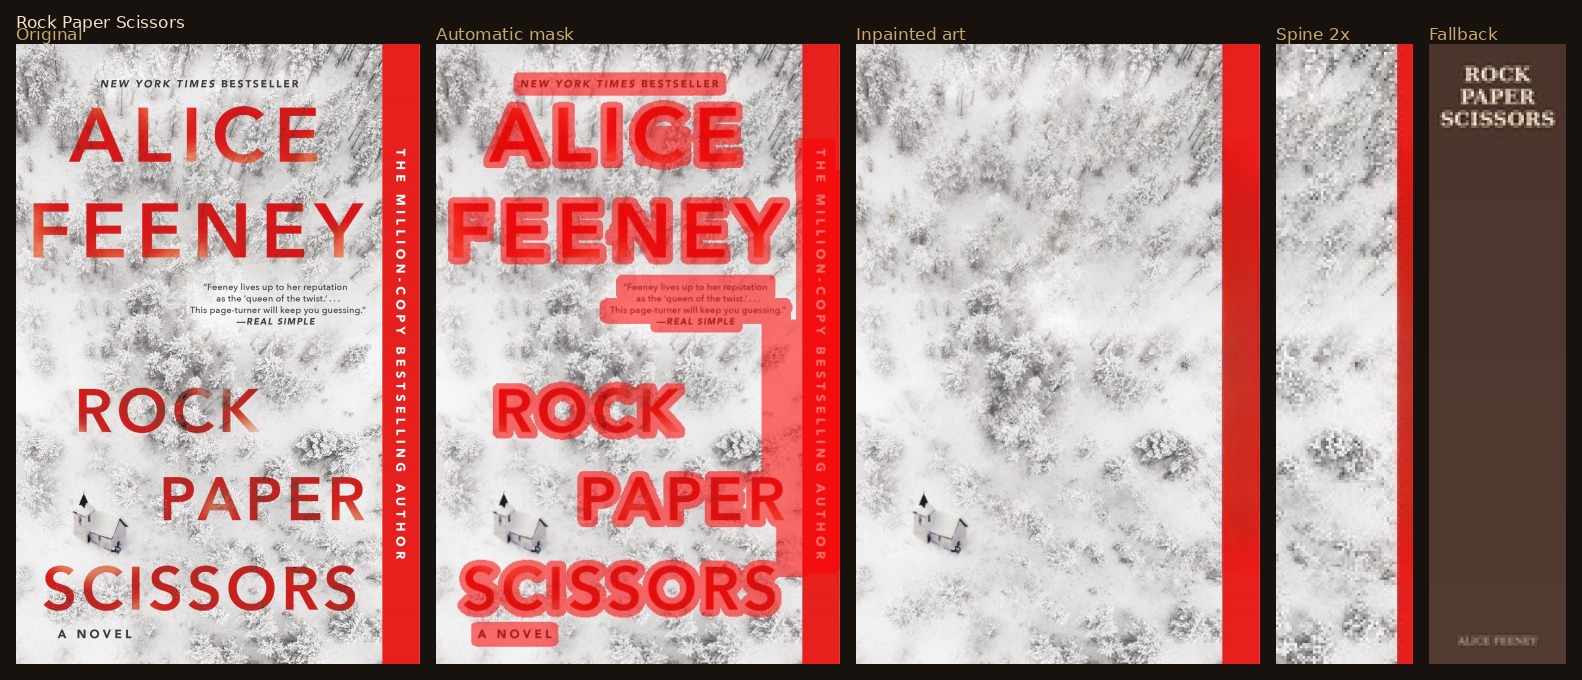 Rock Paper Scissors
Original
NEW YORK TIMES BESTSELLER
ALICE
FEENEY
"Feeney lives up to her reputation
as the 'queen of the twist.' . . .
This page-turner will keep you guessing."
—REAL SIMPLE
ROCK
PAPER
SCISSORS
A NOVEL
THE MILLION-COPY BESTSELLING AUTHOR
Automatic mask
NEW YORK TIMES BESTSELLER
ALICE
FEENEY
"Feeney lives up to her reputation
as the 'queen of the twist.' . . .
This page-turner will keep you guessing."
—REAL SIMPLE
ROCK
PAPER
SCISSORS
A NOVEL
THE MILLION-COPY BESTSELLING AUTHOR
Inpainted art
Spine 2x
Fallback
ROCK
PAPER
SCISSORS
ALICE FEENEY